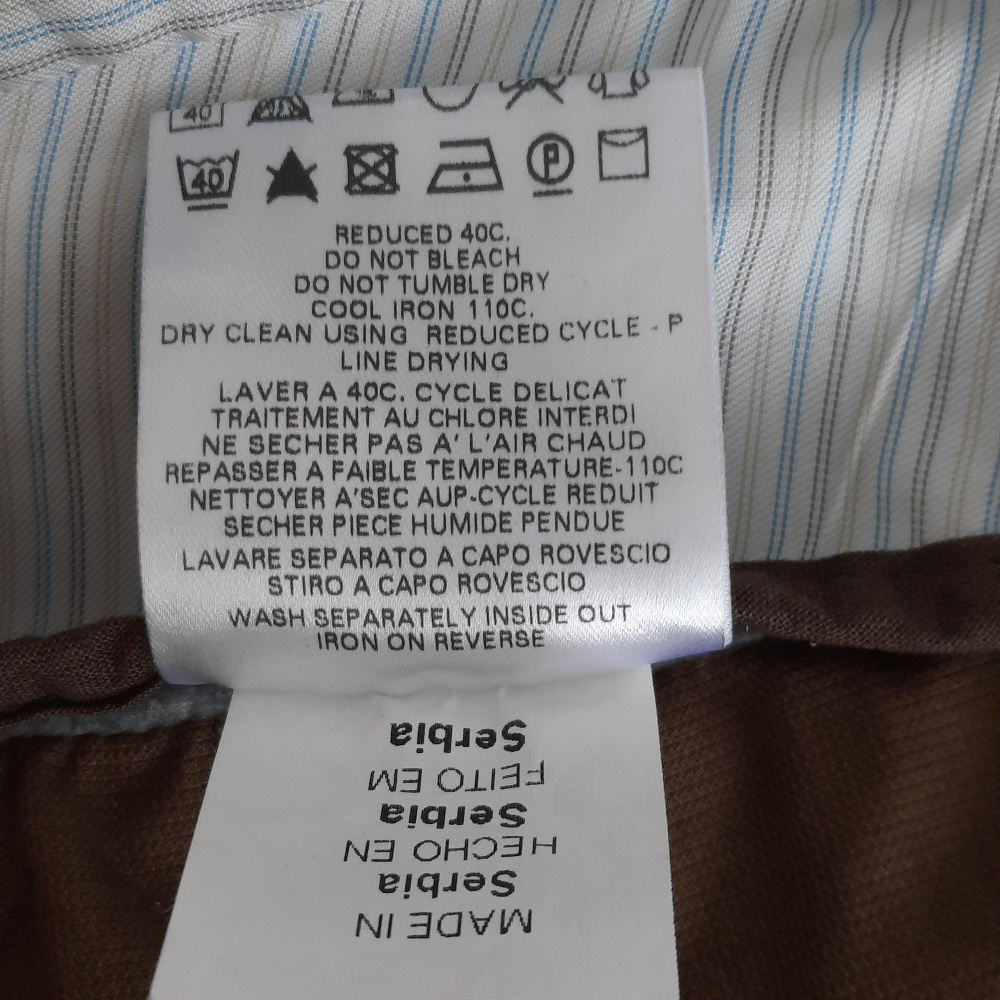 40
40
P
REDUCED 40C.
DO NOT BLEACH
DO NOT TUMBLE DRY
COOL IRON 110C.
DRY CLEAN USING REDUCED CYCLE - P
LINE DRYING
LAVER A 40C. CYCLE DELICAT
TRAITEMENT AU CHLORE INTERDI
NE SECHER PAS A' L'AIR CHAUD
REPASSER A FAIBLE TEMPERATURE-110C
NETTOYER A'SEC AUP-CYCLE REDUIT
SECHER PIECE HUMIDE PENDUE
LAVARE SEPARATO A CAPO ROVESCIO
STIRO A CAPO ROVESCIO
WASH SEPARATELY INSIDE OUT
IRON ON REVERSE
MADE IN
Serbia
HECHO EN
Serbia
FEITO EM
Serbia